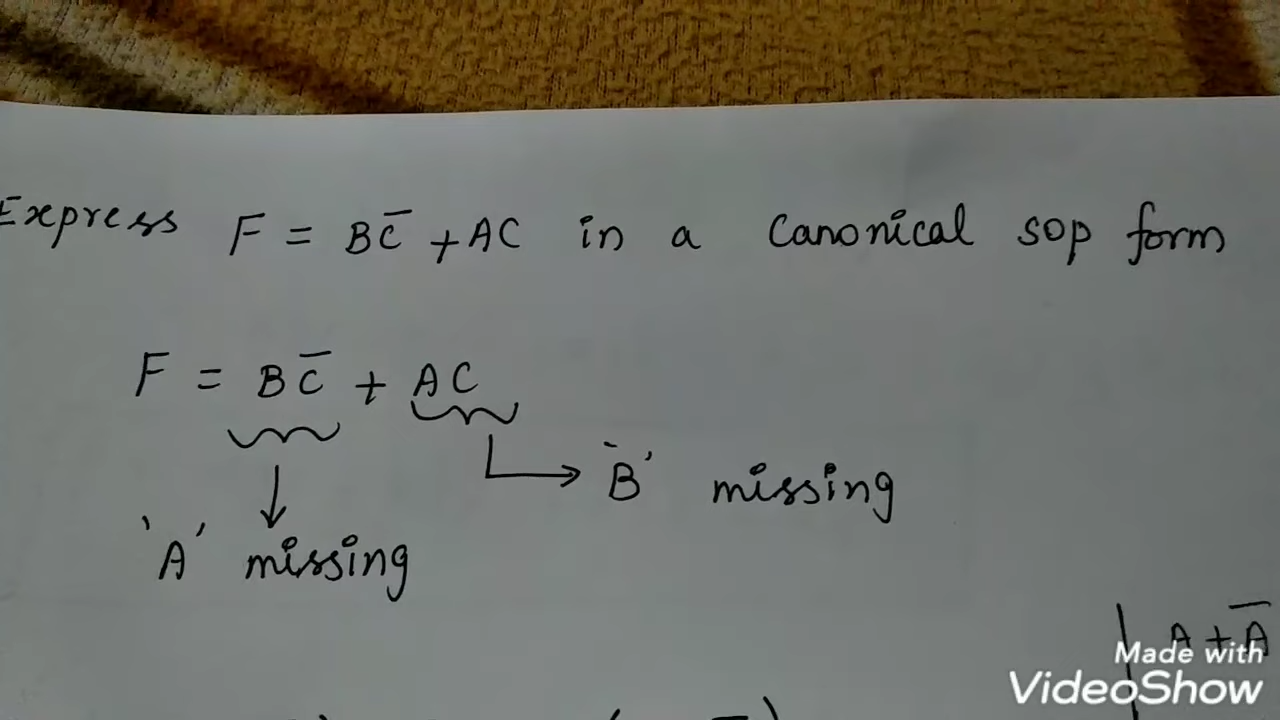 Express F = BC̅ + AC in a Canonical sop form
F = BC̅ + AC
'B' missing
'A' missing
A + A̅
Made with
VideoShow